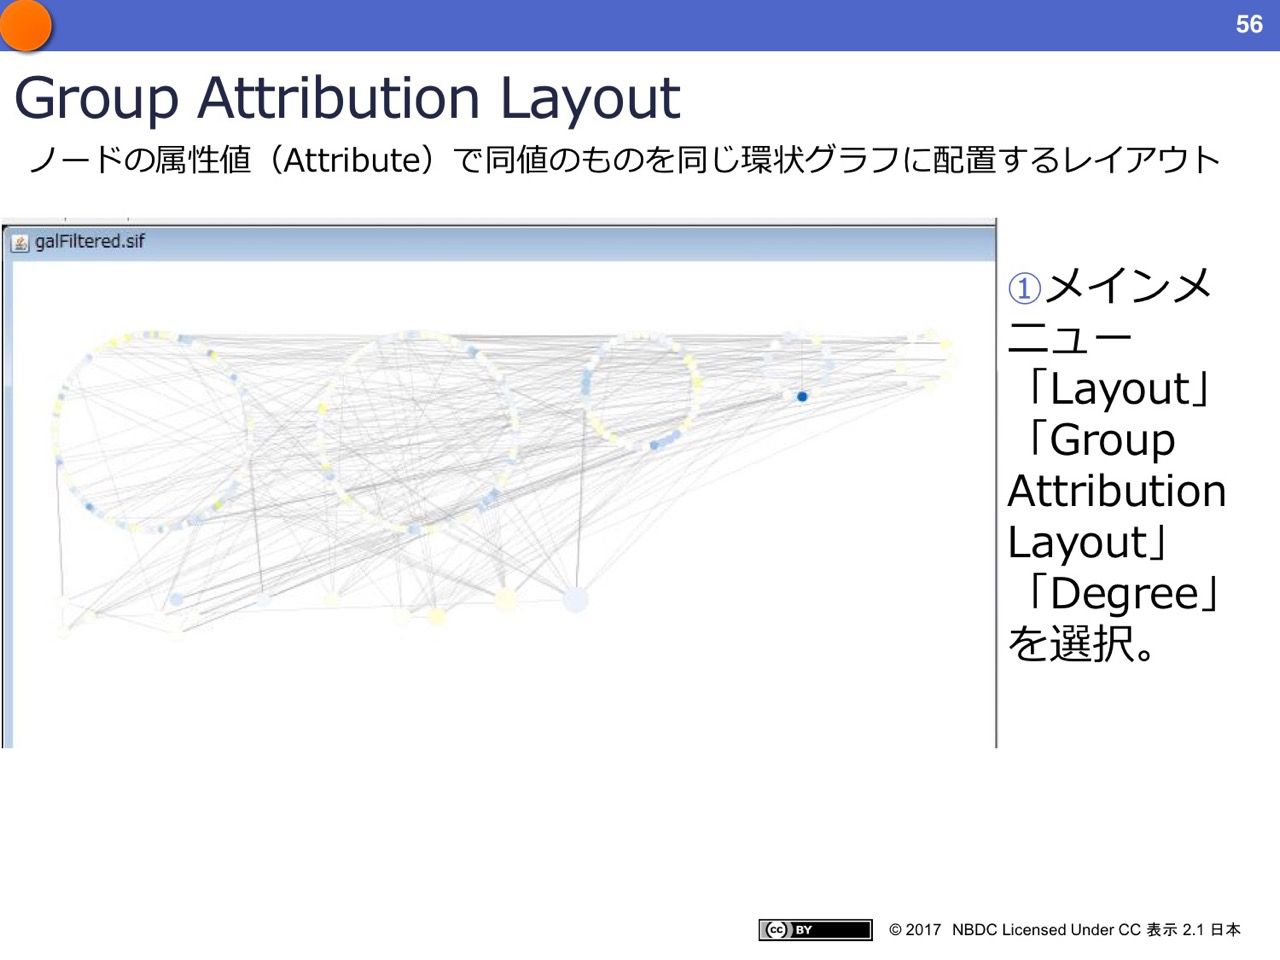 56
Group Attribution Layout
ノードの属性値（Attribute）で同値のものを同じ環状グラフに配置するレイアウト
galFiltered.sif
①メインメ
ニュー
「Layout」
「Group
Attribution
Layout」
「Degree」
を選択。
cc BY
© 2017 NBDC Licensed Under CC 表示 2.1 日本